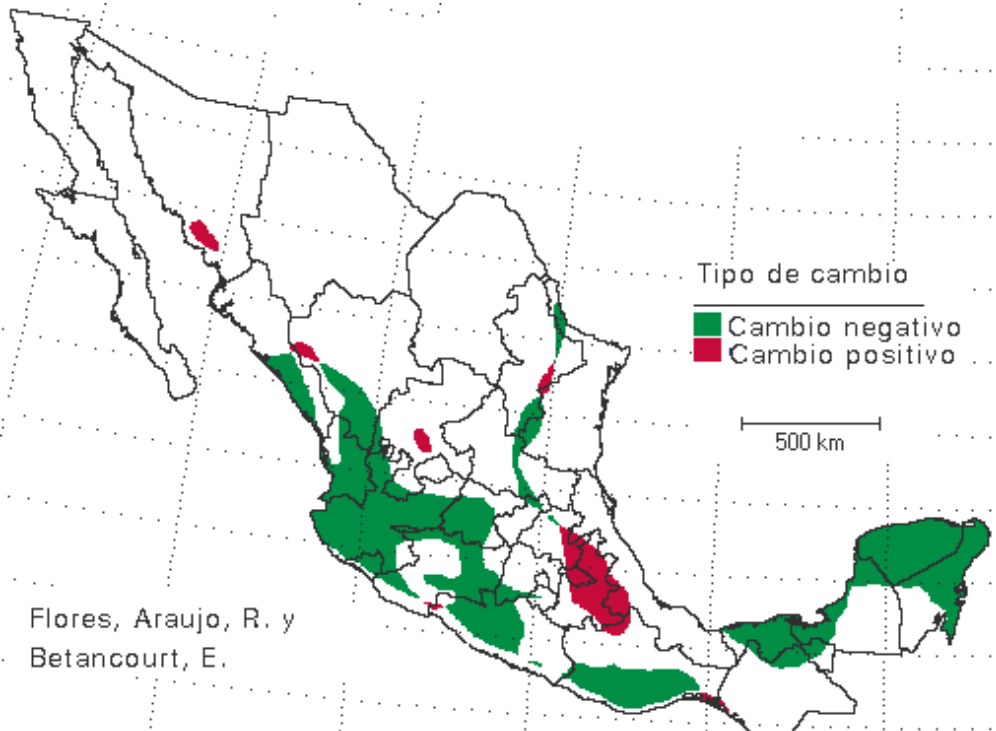 Tipo de cambio
Cambio negativo
Cambio positivo
500 km
Flores, Araujo, R. y
Betancourt, E.